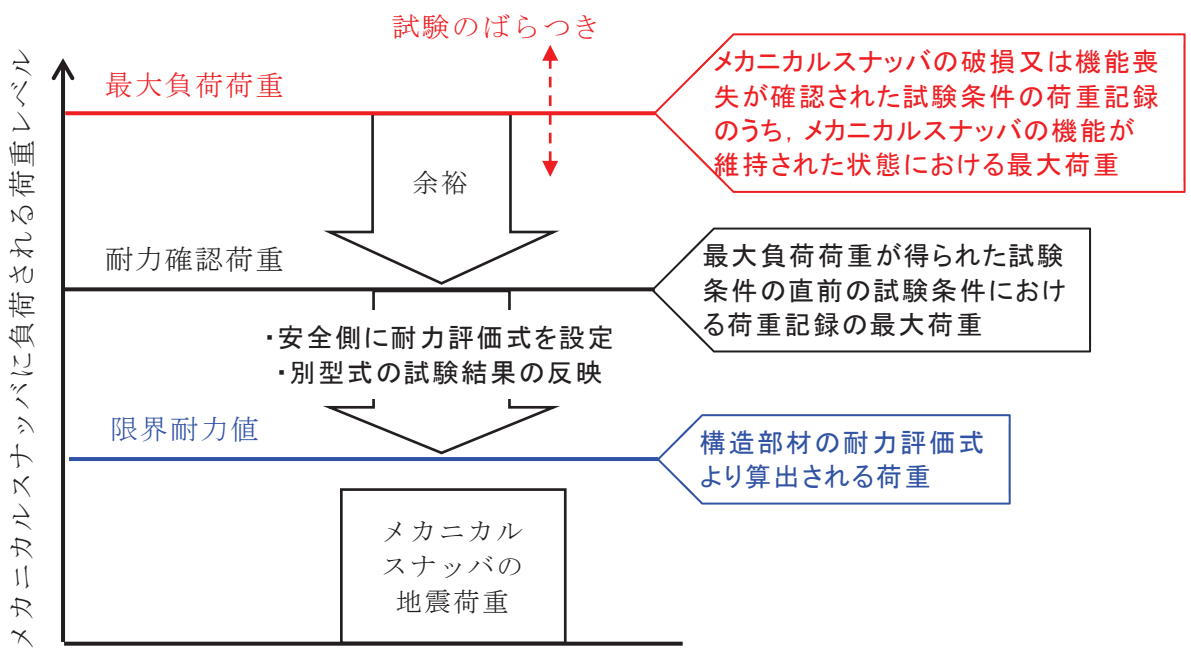 メカニカルスナッバに負荷される荷重レベル
試験のばらつき
最大負荷荷重
メカニカルスナッバの破損又は機能喪
失が確認された試験条件の荷重記録
のうち，メカニカルスナッバの機能が
維持された状態における最大荷重
余裕
耐力確認荷重
最大負荷荷重が得られた試験
条件の直前の試験条件におけ
る荷重記録の最大荷重
・安全側に耐力評価式を設定
・別型式の試験結果の反映
限界耐力値
構造部材の耐力評価式
より算出される荷重
メカニカル
スナッバの
地震荷重